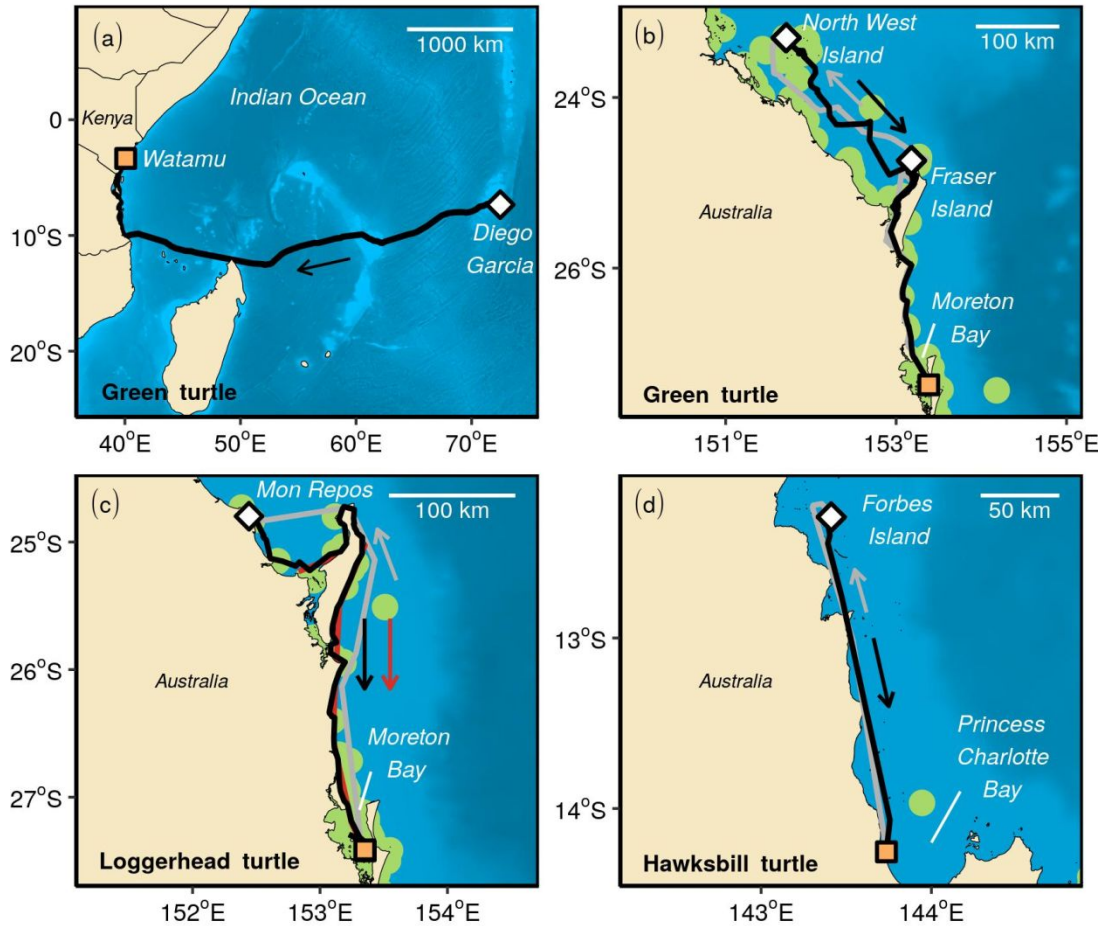 (a)
1000 km
Indian Ocean
Kenya
Watamu
Diego
Garcia
Green turtle
0
10°S
20°S
40°E
50°E
60°E
70°E
(b)
North West
Island
100 km
Fraser
Island
Australia
Moreton
Bay
Green turtle
24°S
26°S
151°E
153°E
155°E
(c)
Mon Repos
100 km
Australia
Moreton
Bay
Loggerhead turtle
25°S
26°S
27°S
152°E
153°E
154°E
(d)
Forbes
Island
50 km
Australia
Princess
Charlotte
Bay
Hawksbill turtle
13°S
14°S
143°E
144°E